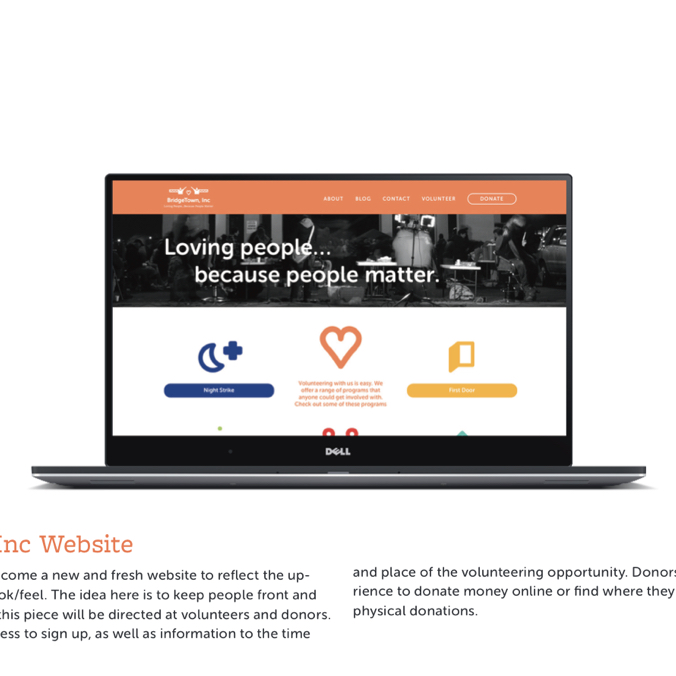 BridgeTown, Inc
ABOUT BLOG CONTACT VOLUNTEER DONATE
Loving people...
because people matter.
Night Strike
Volunteering with us is easy. We
offer a range of programs that
anyone could get involved with.
Check out some of these programs
First Door
DELL
Inc Website
come a new and fresh website to reflect the up-
ok/feel. The idea here is to keep people front and
this piece will be directed at volunteers and donors.
ess to sign up, as well as information to the time
and place of the volunteering opportunity. Donors
rience to donate money online or find where they
physical donations.